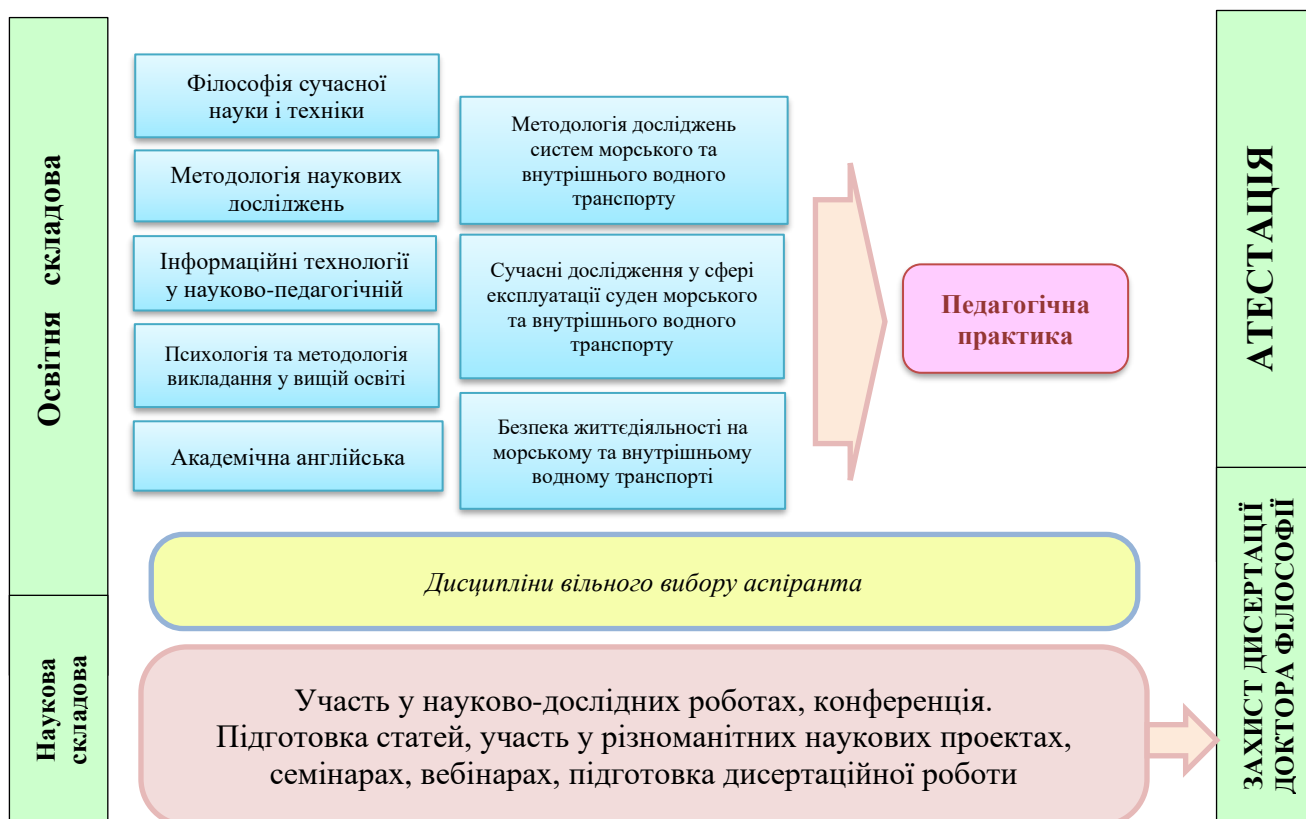 Освітня складова
Філософія сучасної
науки і техніки
Методологія наукових
досліджень
Інформаційні технології
у науково-педагогічній
Психологія та методологія
викладання у вищій освіті
Академічна англійська
Методологія досліджень
систем морського та
внутрішнього водного
транспорту
Сучасні дослідження у сфері
експлуатації суден морського
та внутрішнього водного
транспорту
Безпека життєдіяльності на
морському та внутрішньому
водному транспорті
Педагогічна
практика
АТЕСТАЦІЯ
Дисципліни вільного вибору аспіранта
Наукова
складова
Участь у науково-дослідних роботах, конференція.
Підготовка статей, участь у різноманітних наукових проектах,
семінарах, вебінарах, підготовка дисертаційної роботи
ЗАХИСТ ДИСЕРТАЦІЇ
ДОКТОРА ФІЛОСОФІЇ